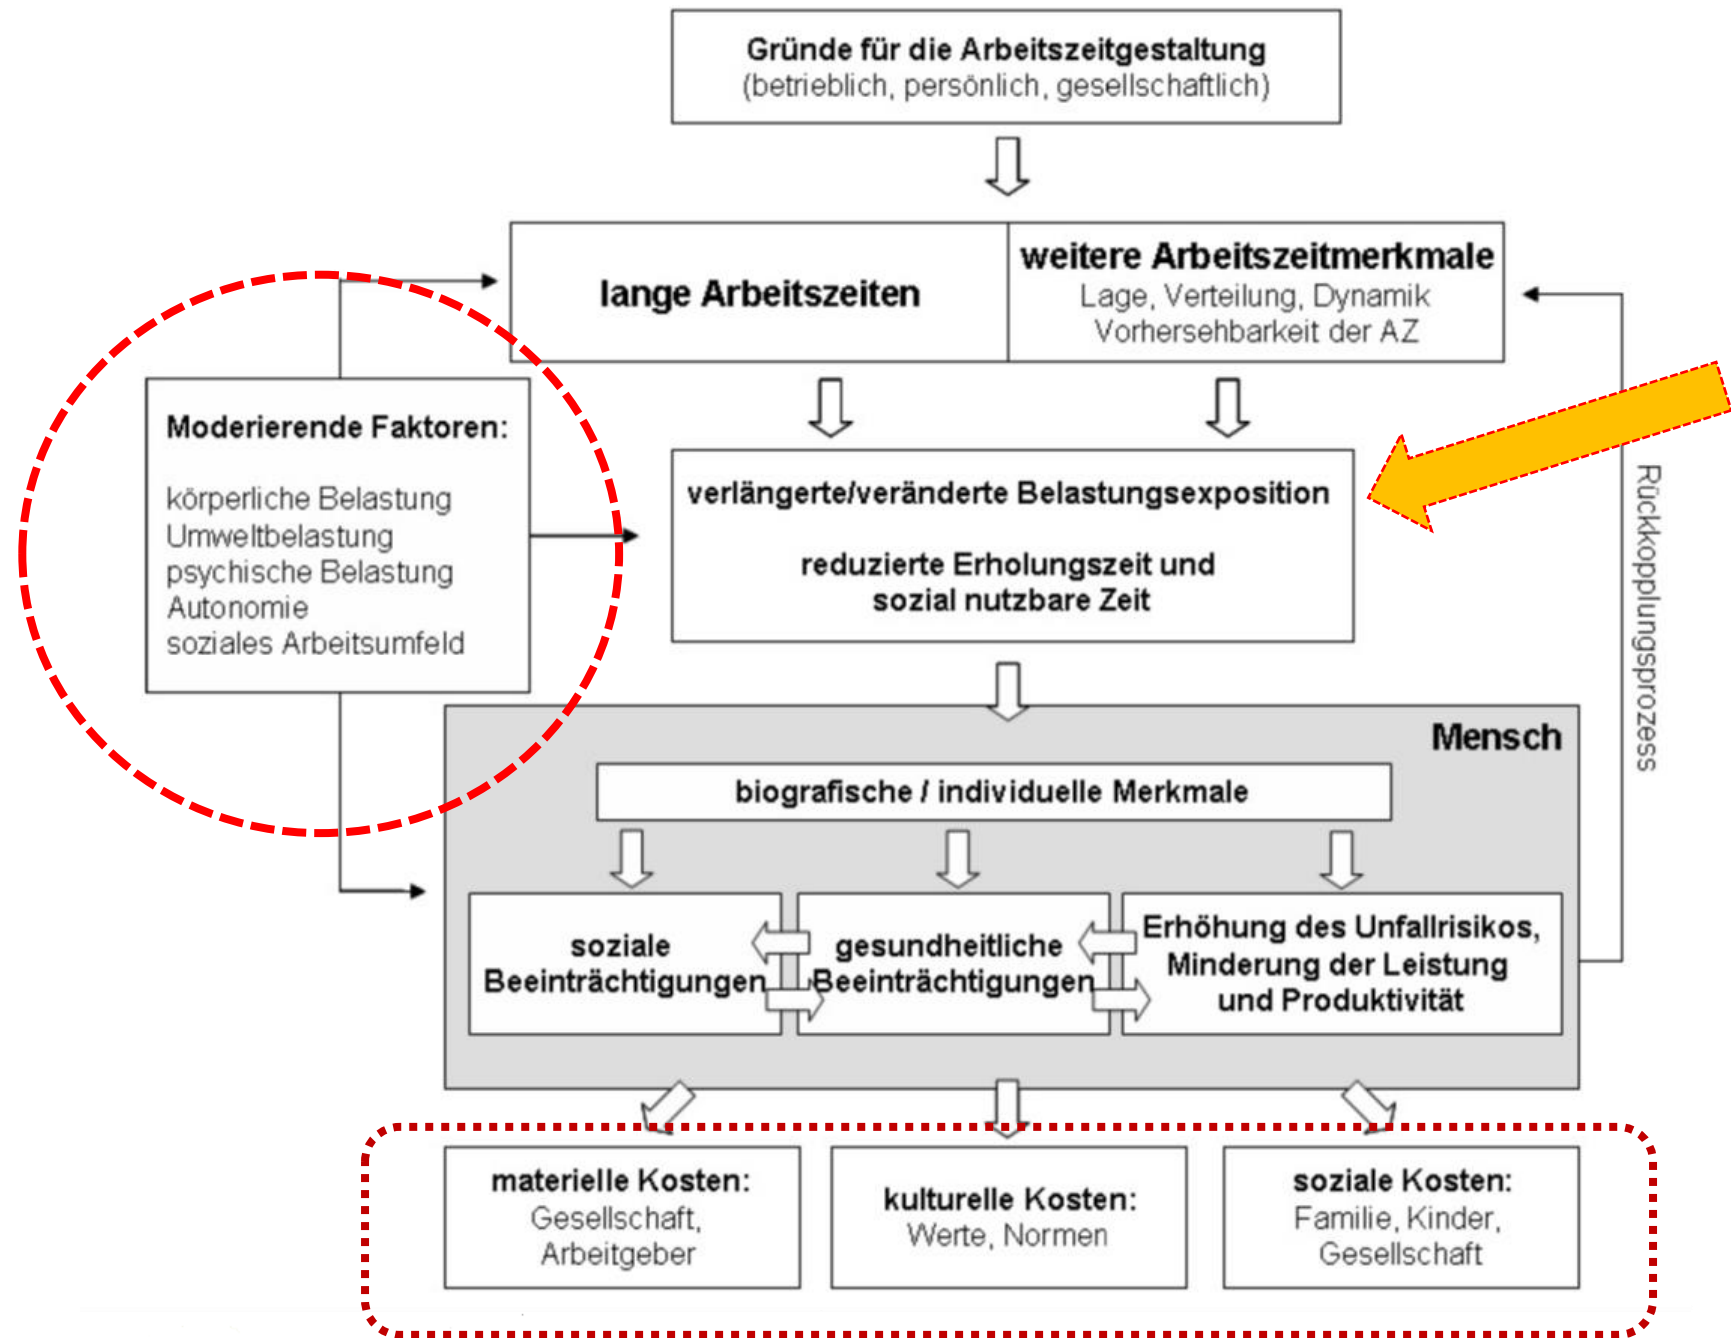 Gründe für die Arbeitszeitgestaltung
(betrieblich, persönlich, gesellschaftlich)
lange Arbeitszeiten
weitere Arbeitszeitmerkmale
Lage, Verteilung, Dynamik
Vorhersehbarkeit der AZ
Moderierende Faktoren:
körperliche Belastung
Umweltbelastung
psychische Belastung
Autonomie
soziales Arbeitsumfeld
verlängerte/veränderte Belastungsexposition
reduzierte Erholungszeit und
sozial nutzbare Zeit
Rückkopplungsprozess
Mensch
biografische / individuelle Merkmale
soziale
Beeinträchtigungen
gesundheitliche
Beeinträchtigungen
Erhöhung des Unfallrisikos,
Minderung der Leistung
und Produktivität
materielle Kosten:
Gesellschaft,
Arbeitgeber
kulturelle Kosten:
Werte, Normen
soziale Kosten:
Familie, Kinder,
Gesellschaft